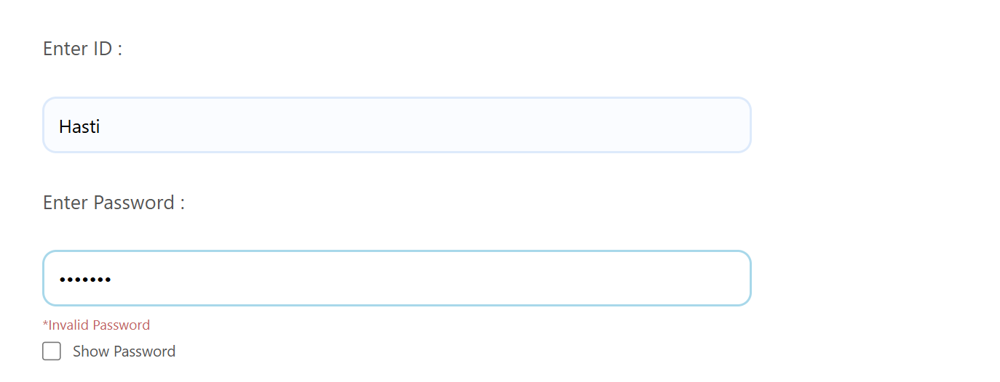 Enter ID :
Hasti
Enter Password :
•••••••
*Invalid Password
Show Password